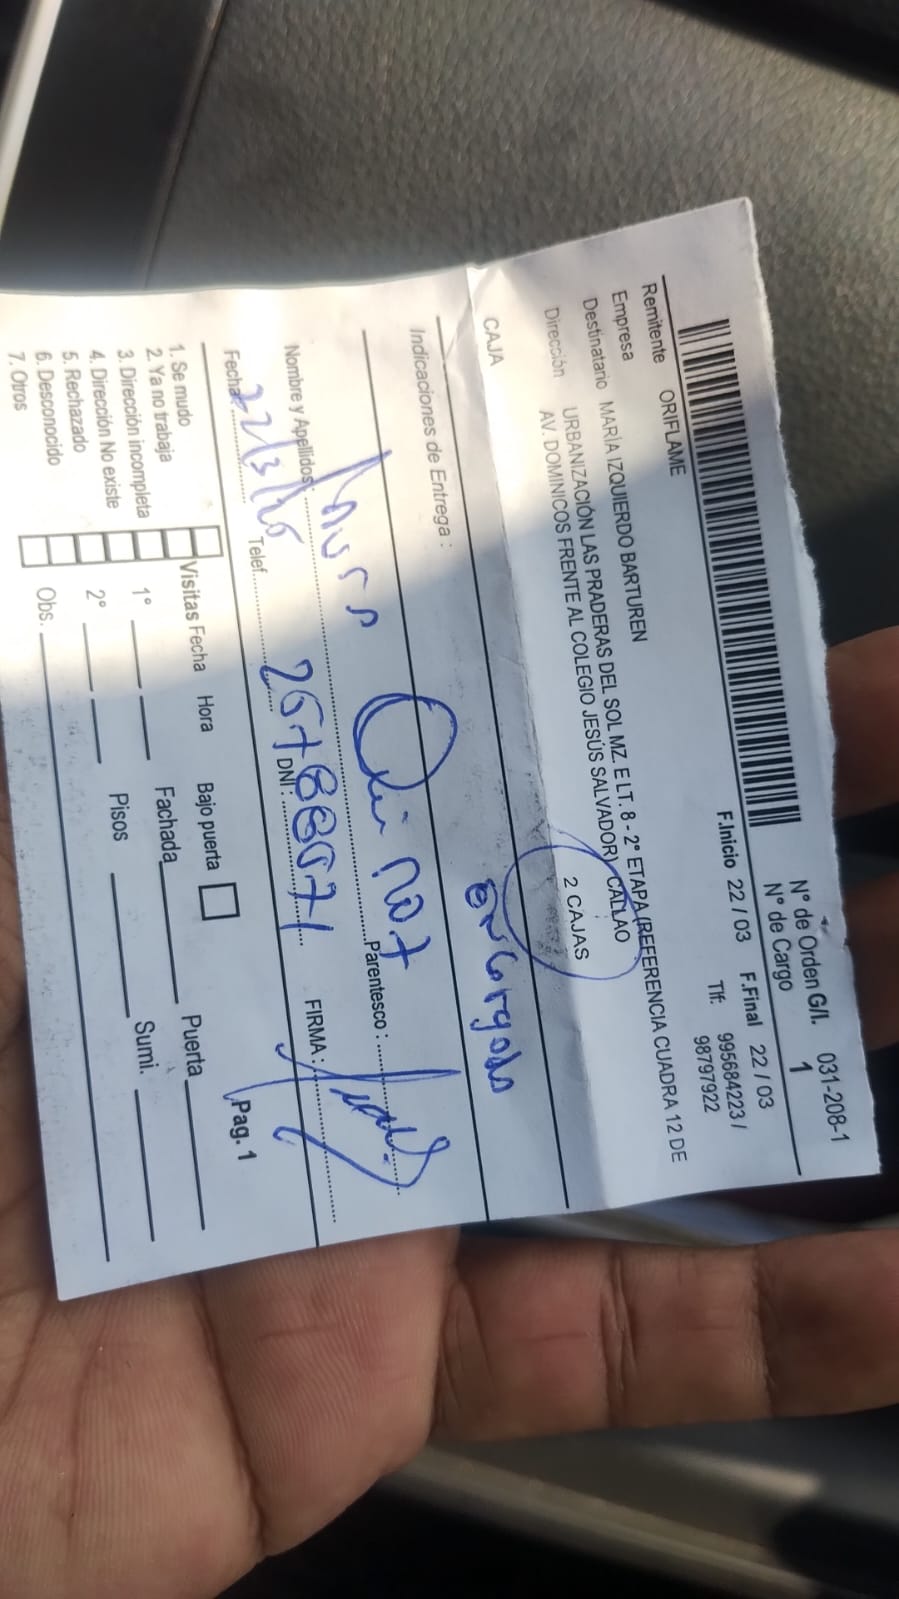 N° de Orden G/I. 031-208-1
N° de Cargo 1
F.Inicio 22 / 03 F.Final 22 / 03
Remitente ORIFLAME Tlf: 995684223 /
98797922
Empresa
Destinatario MARÍA IZQUIERDO BARTUREN
Dirección URBANIZACIÓN LAS PRADERAS DEL SOL MZ. E LT. 8 - 2° ETAPA (REFERENCIA CUADRA 12 DE
AV. DOMINICOS FRENTE AL COLEGIO JESÚS SALVADOR) CALLAO
CAJA 2 CAJAS
encargada
Indicaciones de Entrega :
Nombre y Apellidos: Parentesco :
Fecha: 22/3/ Telef. DNI : FIRMA :
1. Se mudo
2. Ya no trabaja
3. Dirección incompleta
4. Dirección No existe
5. Rechazado
6. Desconocido
7. Otros
Visitas Fecha Hora Bajo puerta Pag. 1
1° Fachada Puerta
2° Pisos Sumi.
Obs.